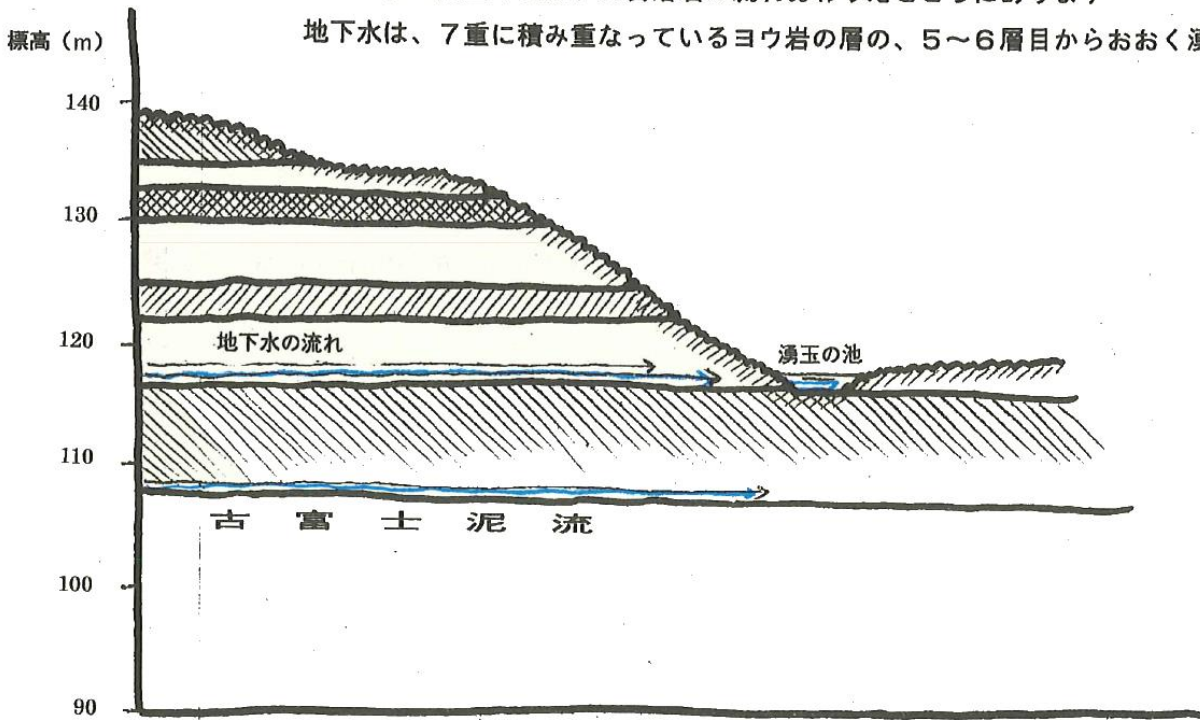 標高（m）
地下水は、７重に積み重なっているヨウ岩の層の、５～６層目からおおく湧
140
130
120
110
100
90
地下水の流れ
湧玉の池
古富士泥流